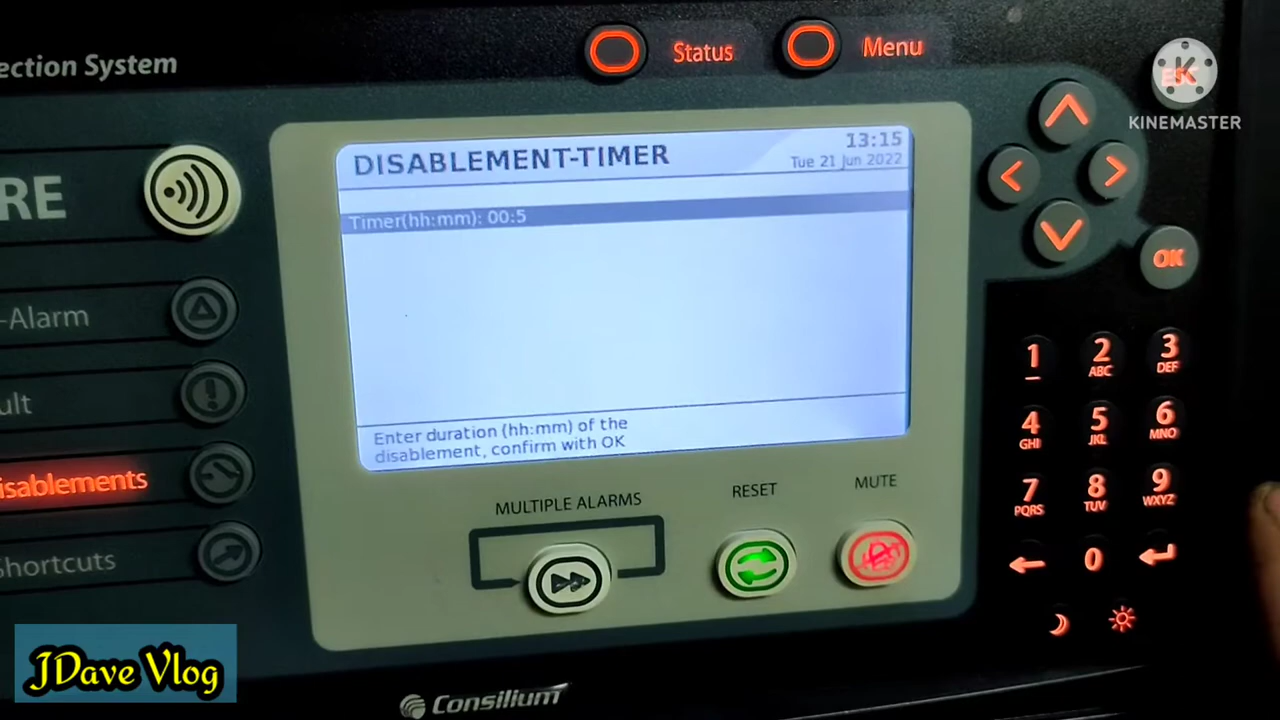 ection System
Status
Menu
KINEMASTER
DISABLEMENT-TIMER
13:15
Tue 21 Jun 2022
RE
Timer(hh:mm): 00:5
OK
-Alarm
ult
isablements
Shortcuts
Enter duration (hh:mm) of the
disablement, confirm with OK
1
2 ABC
3 DEF
4 GHI
5 JKL
6 MNO
7 PQRS
8 TUV
9 WXYZ
0
MULTIPLE ALARMS
RESET
MUTE
JDave Vlog
Consilium